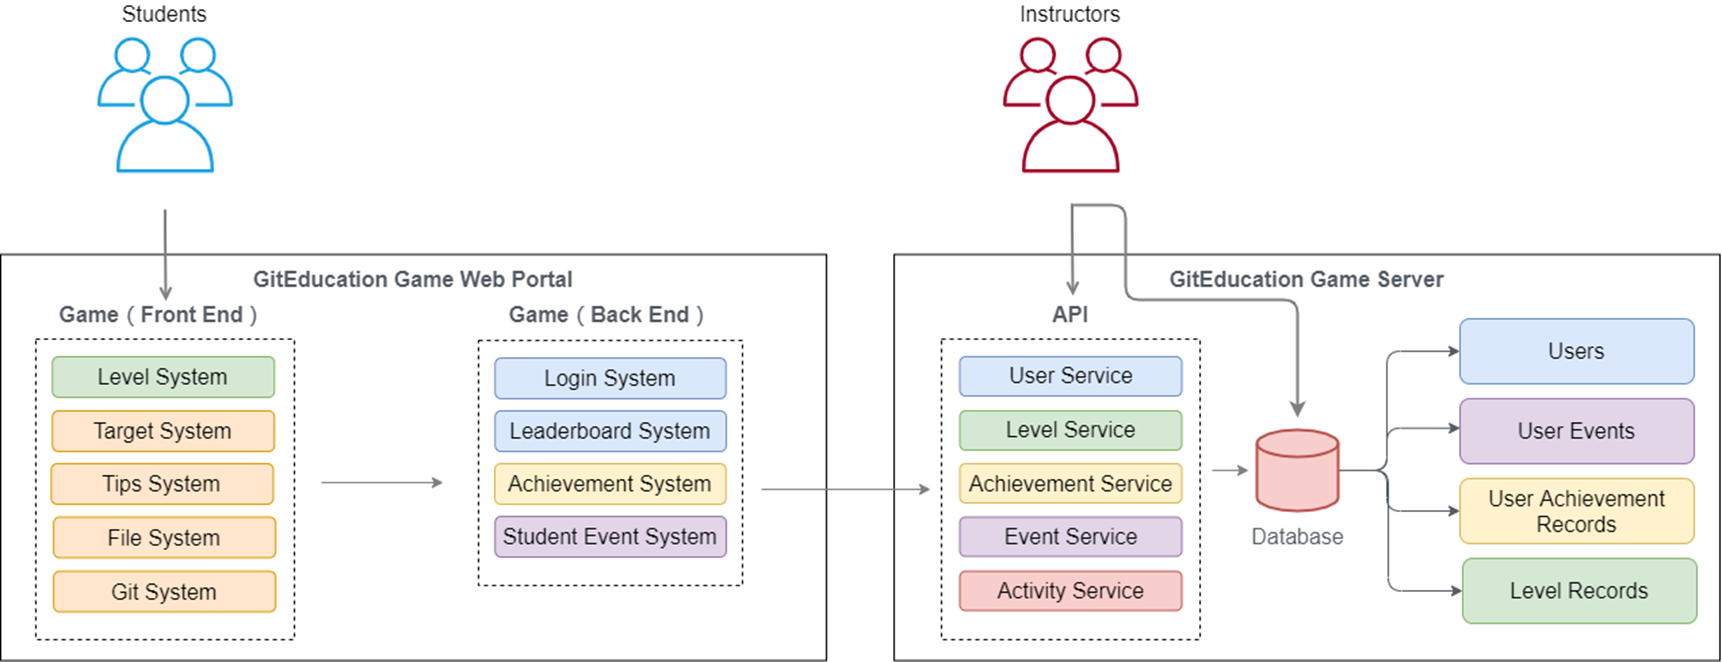 Students
Instructors
GitEducation Game Web Portal
Game ( Front End )
Level System
Target System
Tips System
File System
Git System
Game ( Back End )
Login System
Leaderboard System
Achievement System
Student Event System
GitEducation Game Server
API
User Service
Level Service
Achievement Service
Event Service
Activity Service
Database
Users
User Events
User Achievement
Records
Level Records